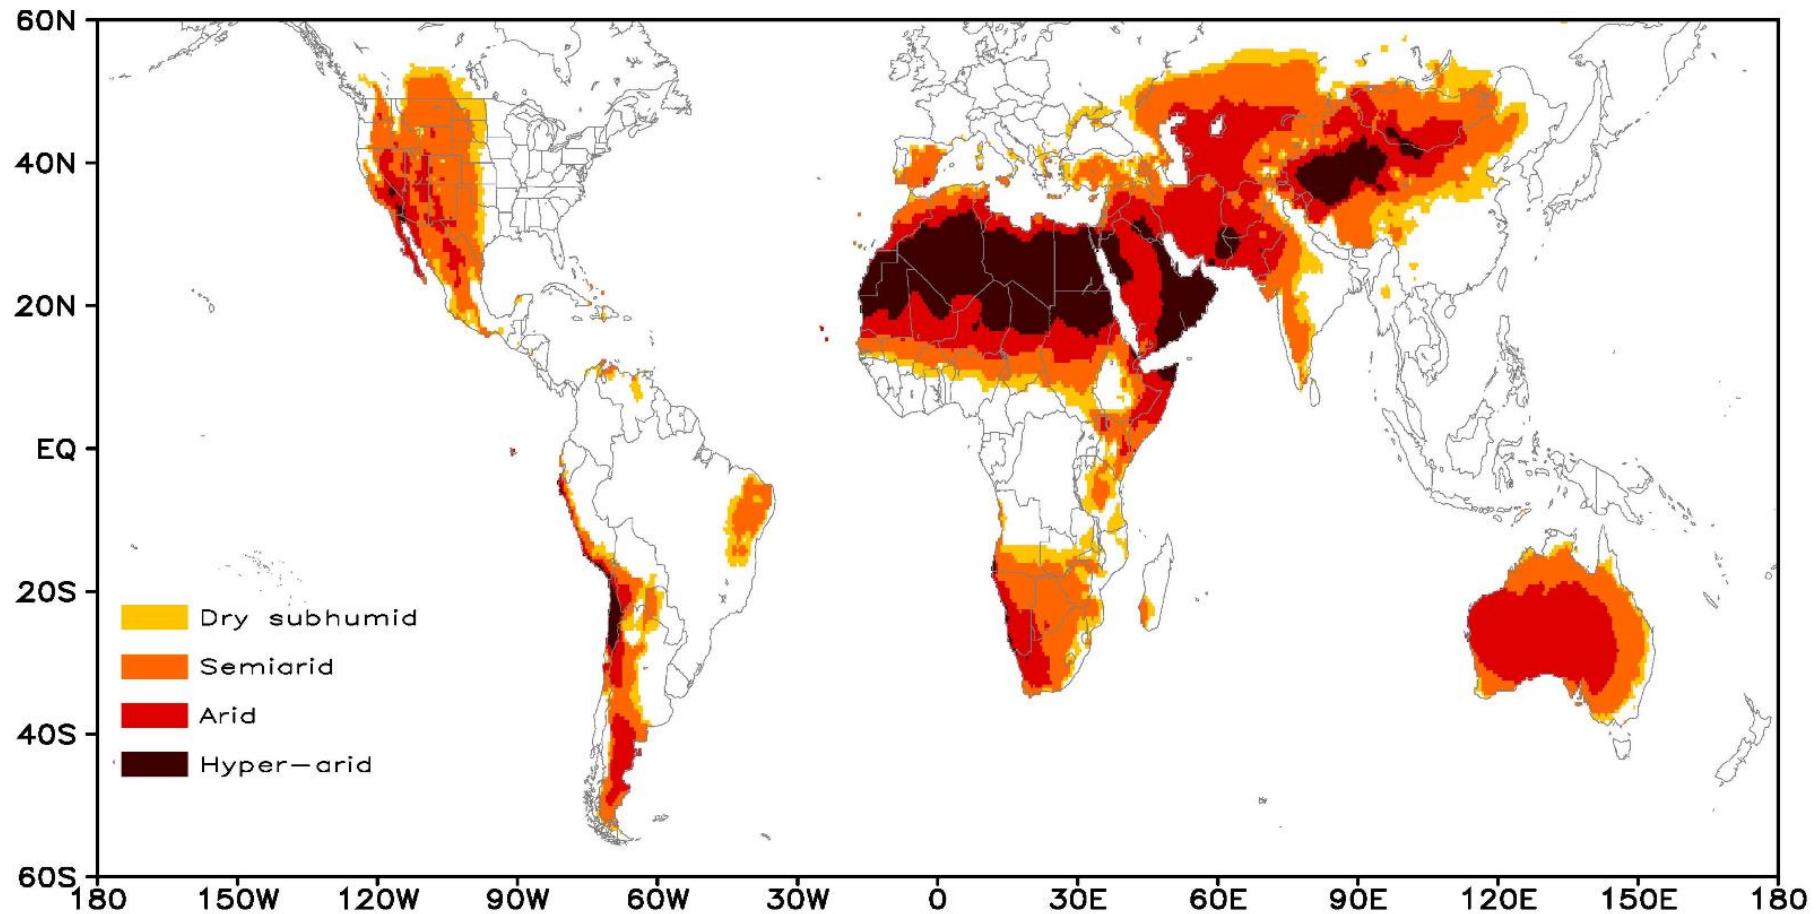 60N
40N
20N
EQ
20S
40S
60S
Dry subhumid
Semiarid
Arid
Hyper-arid
180 150W 120W 90W 60W 30W 0 30E 60E 90E 120E 150E 180